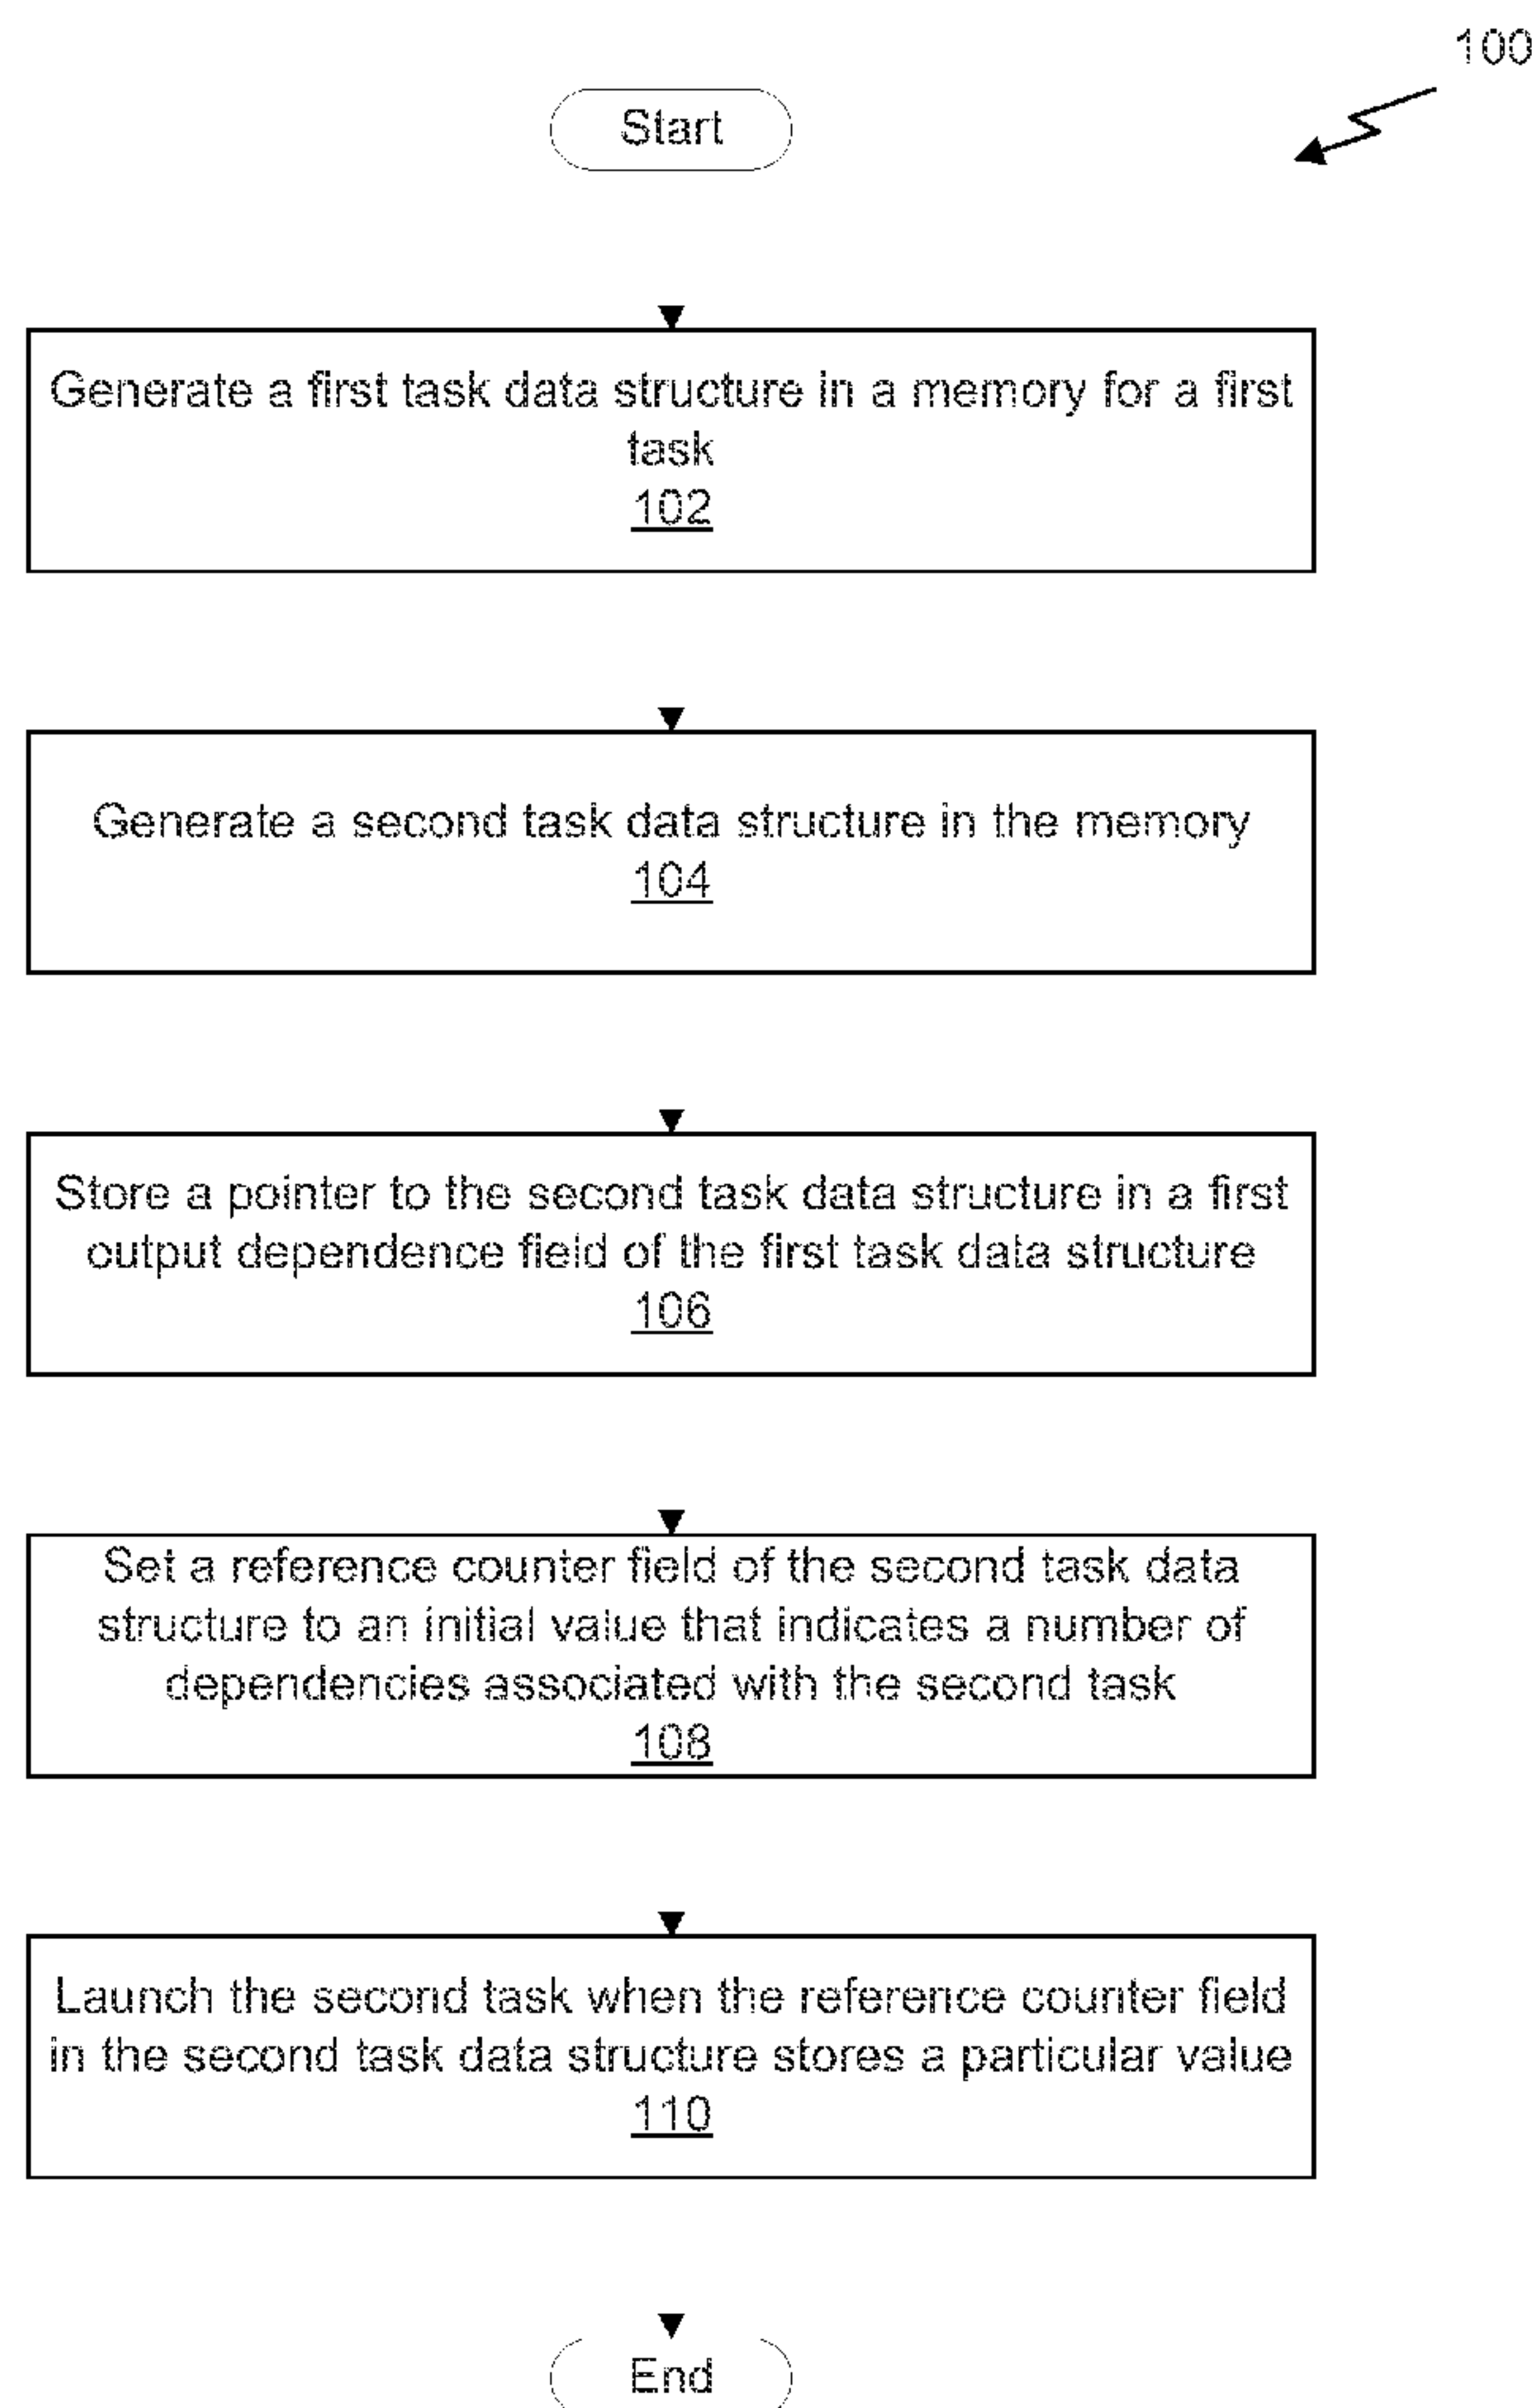 100
Start
Generate a first task data structure in a memory for a first
task
102
Generate a second task data structure in the memory
104
Store a pointer to the second task data structure in a first
output dependence field of the first task data structure
106
Set a reference counter field of the second task data
structure to an initial value that indicates a number of
dependencies associated with the second task
108
Launch the second task when the reference counter field
in the second task data structure stores a particular value
110
End